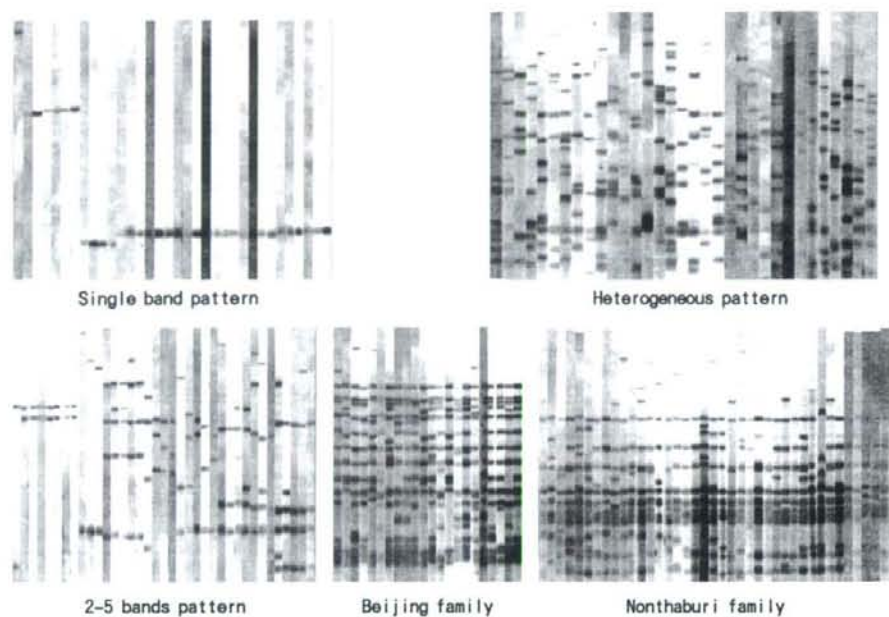 Single band pattern
Heterogeneous pattern
2-5 bands pattern
Beijing family
Nonthaburi family